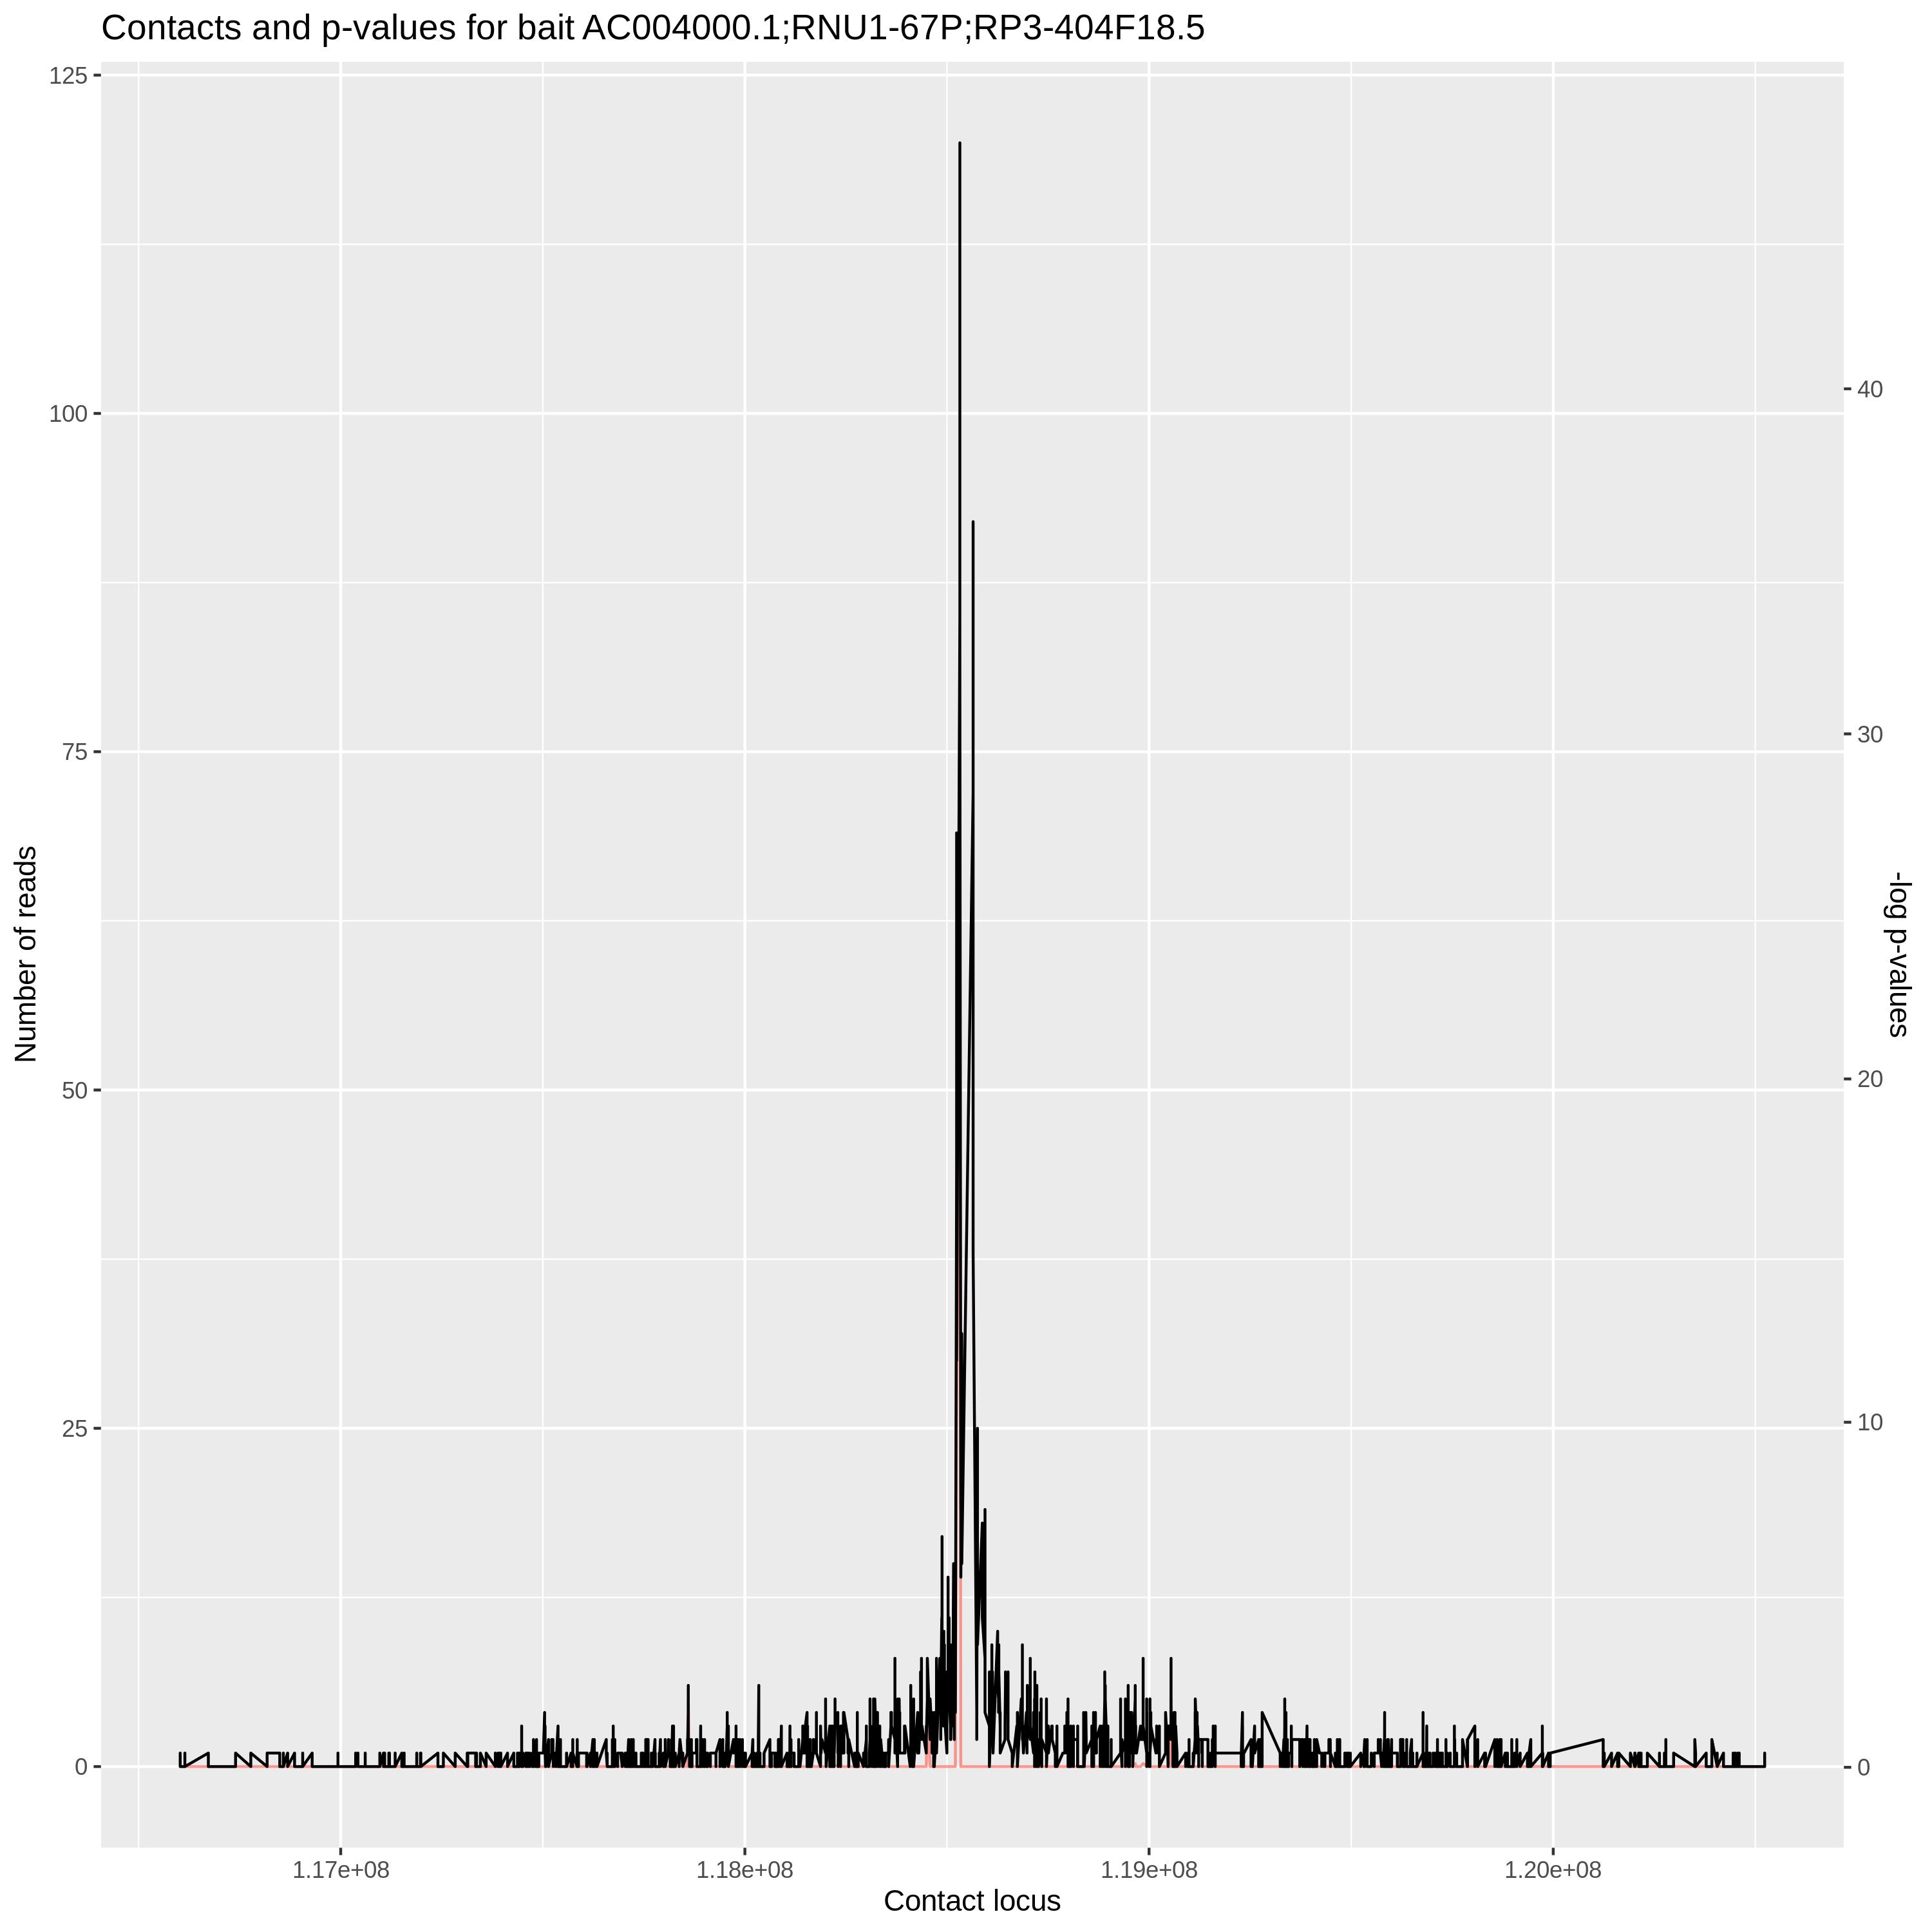 Contacts and p-values for bait AC004000.1;RNU1-67P;RP3-404F18.5
125
100
75
50
25
0
Number of reads
40
30
20
10
0
-log p-values
1.17e+08
1.18e+08
1.19e+08
1.20e+08
Contact locus